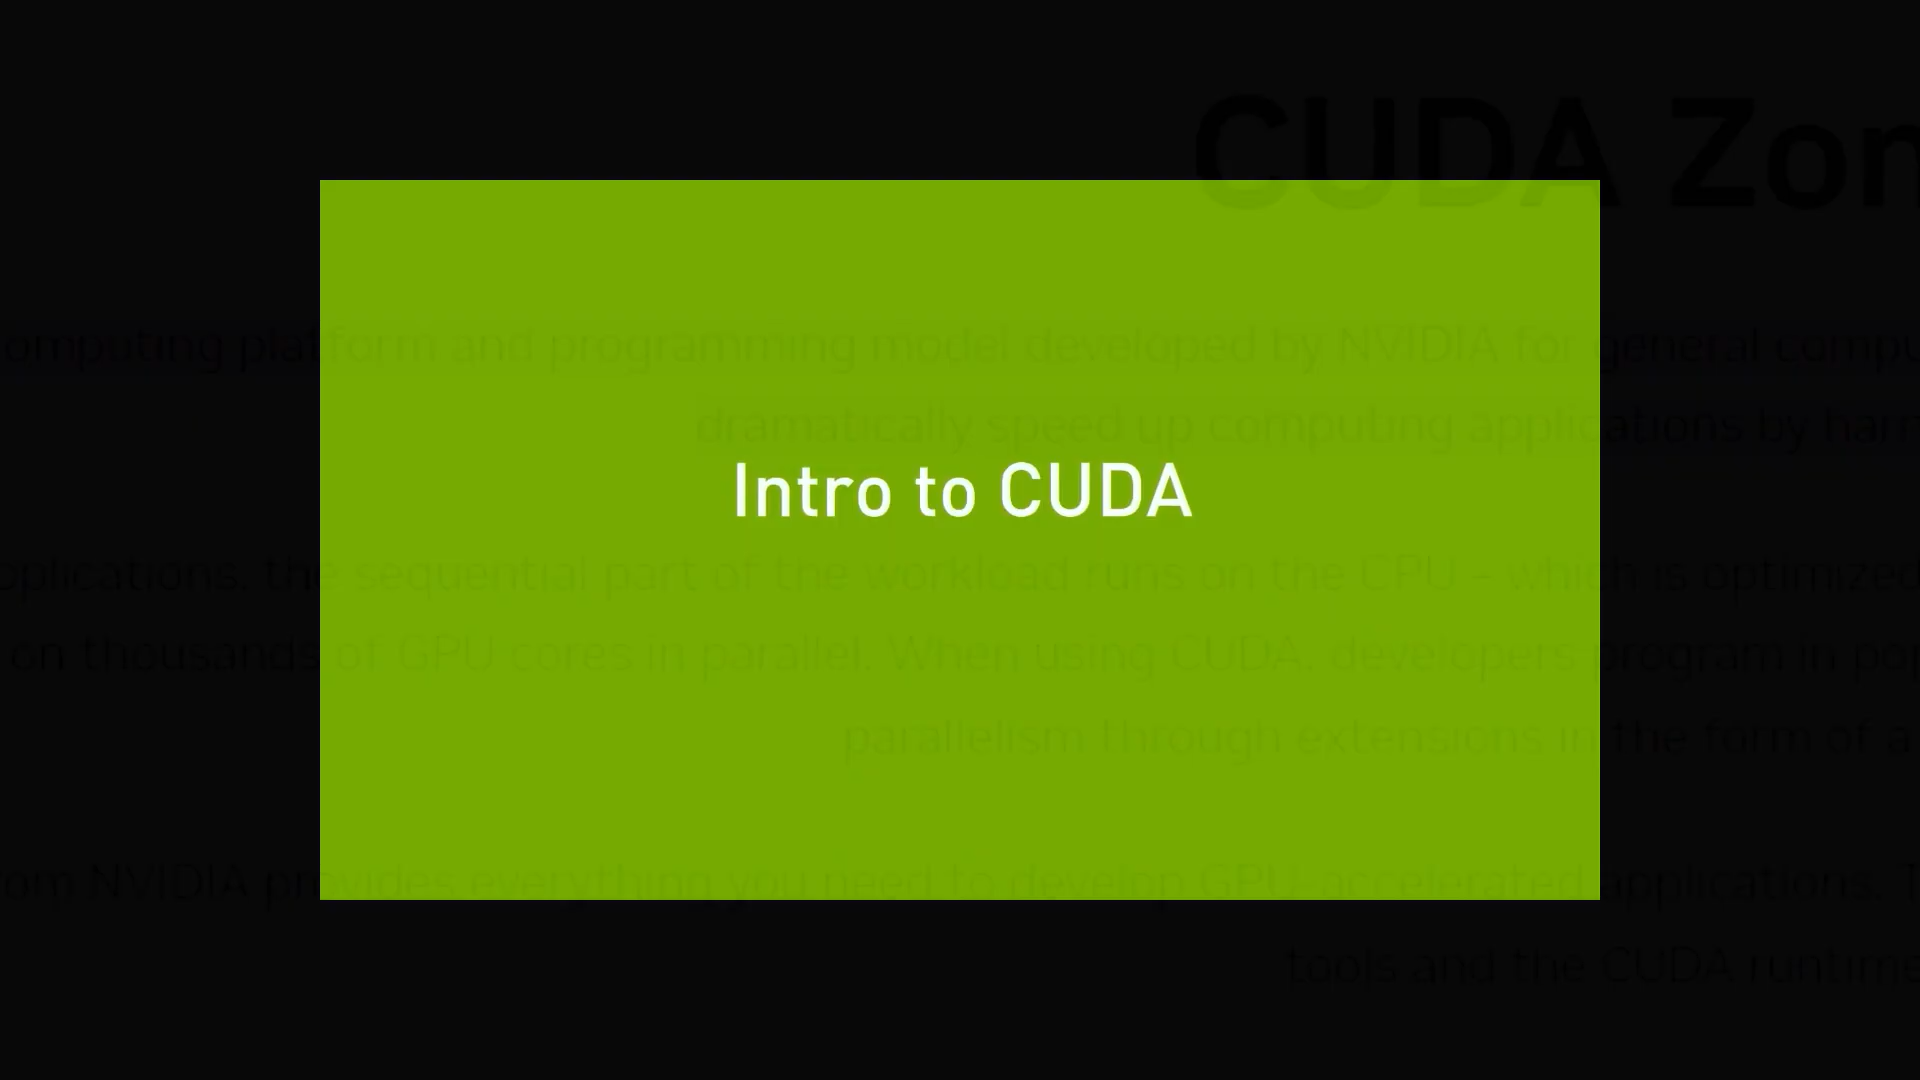 CUDA Zon
omputing platform and programming model developed by NVIDIA for general compu
dramatically speed up computing applications by harn
Intro to CUDA
pplications, the sequential part of the workload runs on the CPU – which is optimized
on thousands of GPU cores in parallel. When using CUDA, developers program in pop
parallelism through extensions in the form of a
NVIDIA provides everything you need to develop GPU-accelerated applications. T
tools and the CUDA runtime